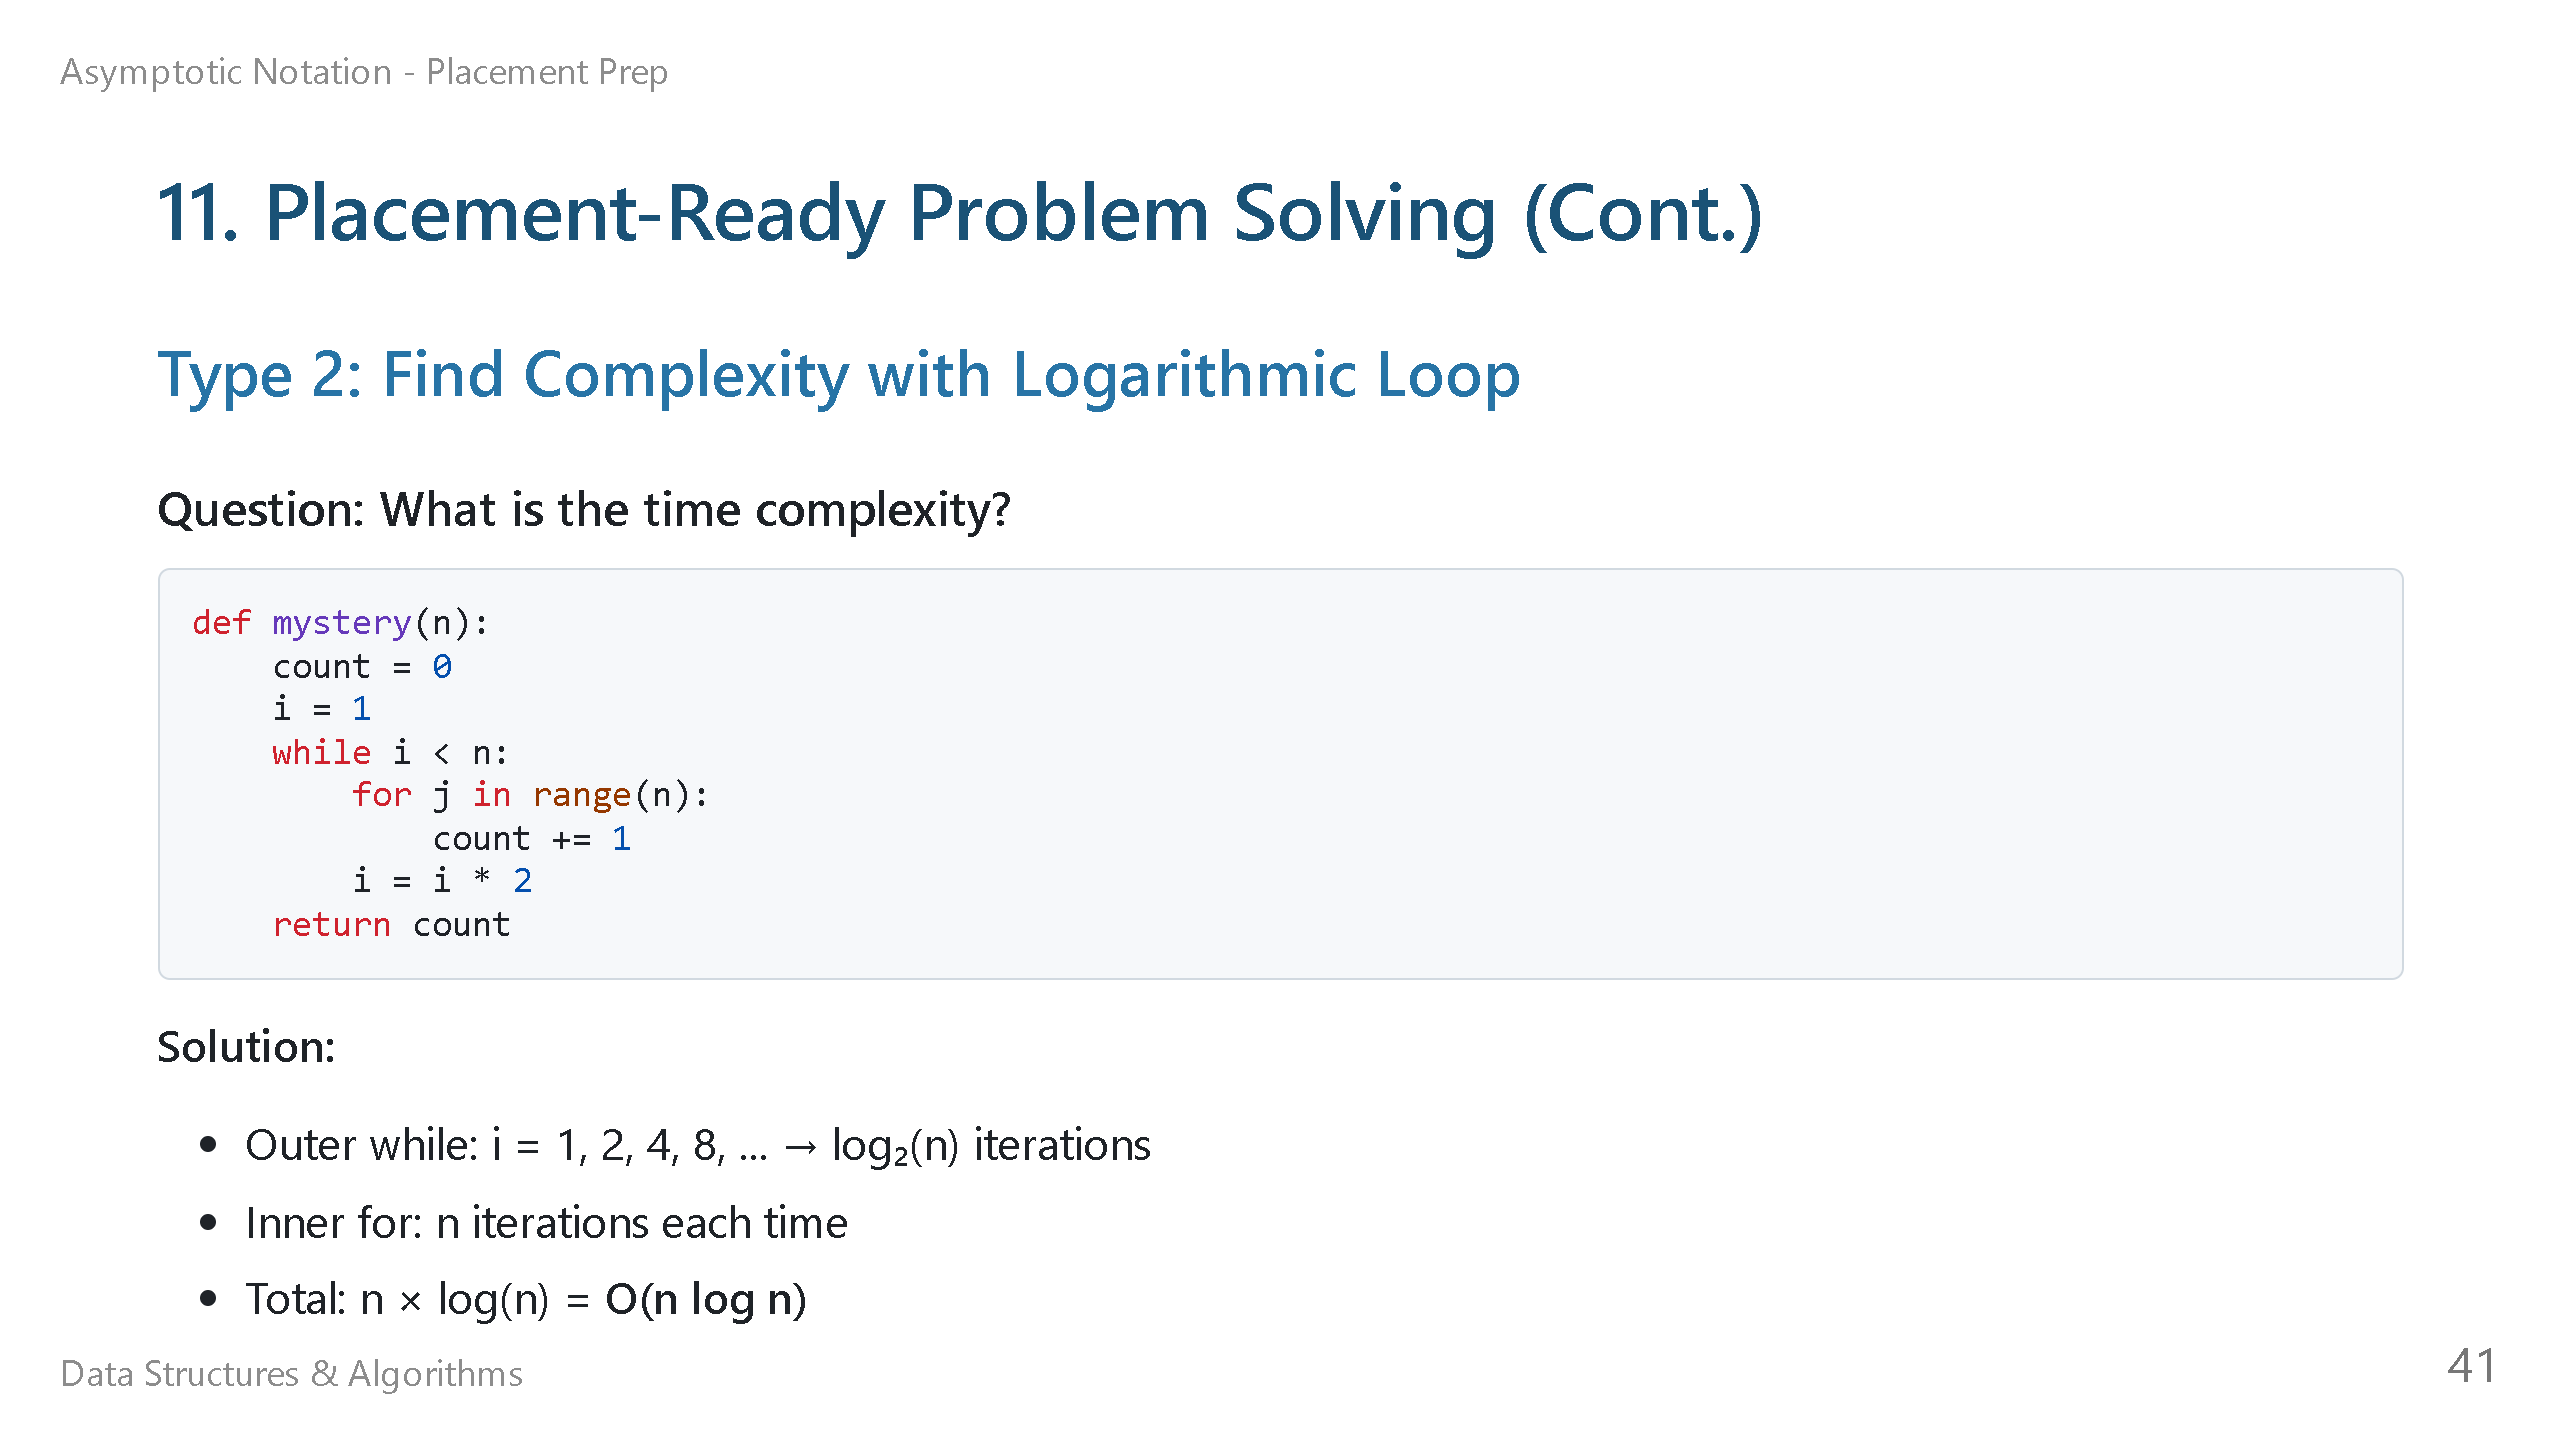 Asymptotic Notation - Placement Prep
11. Placement-Ready Problem Solving (Cont.)
Type 2: Find Complexity with Logarithmic Loop
Question: What is the time complexity?
def mystery(n):
    count = 0
    i = 1
    while i < n:
        for j in range(n):
            count += 1
        i = i * 2
    return count
Solution:
• Outer while: i = 1, 2, 4, 8, ... → log₂(n) iterations
• Inner for: n iterations each time
• Total: n × log(n) = O(n log n)
Data Structures & Algorithms
41